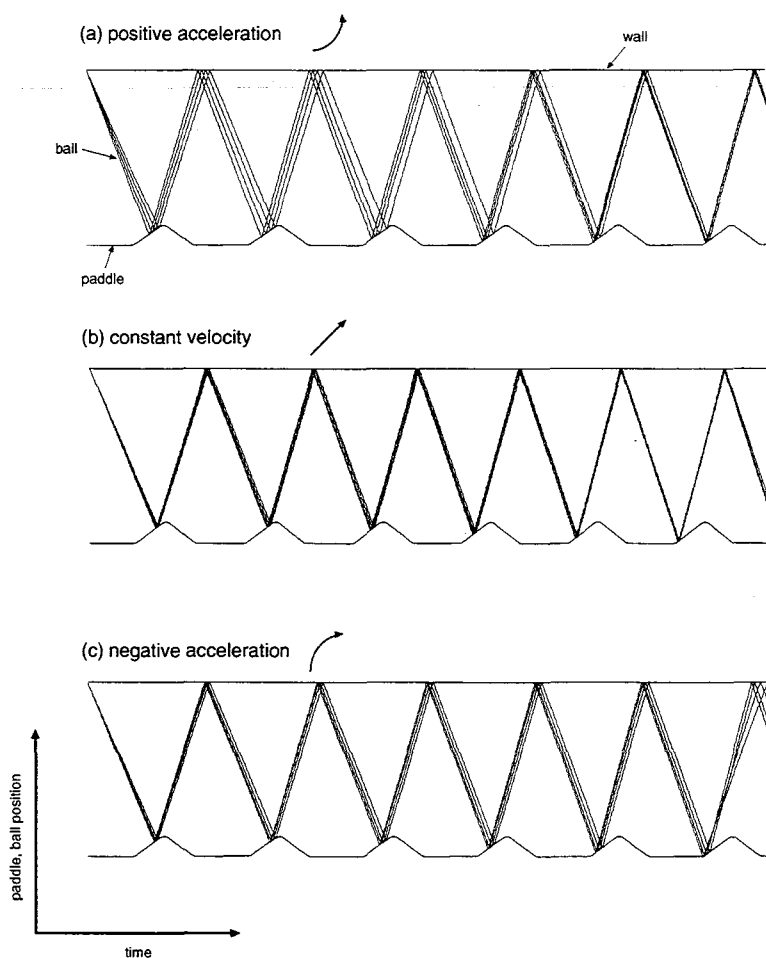 (a) positive acceleration
wall
ball
paddle
(b) constant velocity
(c) negative acceleration
paddle, ball position
time